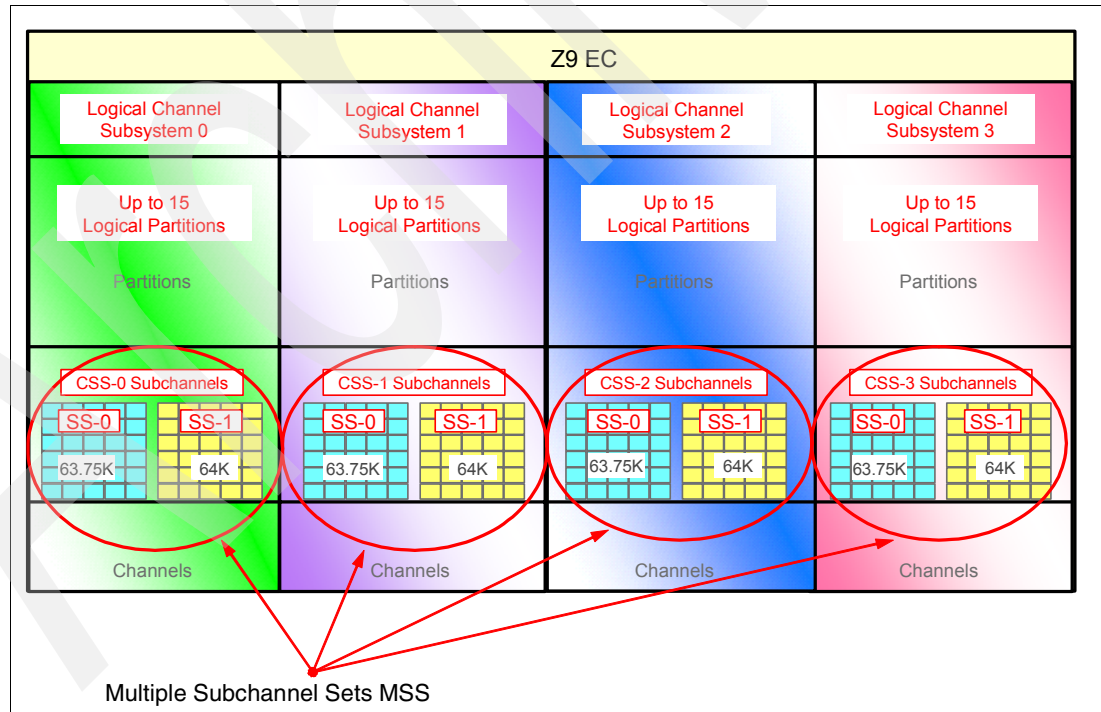 Z9 EC
Logical Channel
Subsystem 0
Logical Channel
Subsystem 1
Logical Channel
Subsystem 2
Logical Channel
Subsystem 3
Up to 15
Logical Partitions
Up to 15
Logical Partitions
Up to 15
Logical Partitions
Up to 15
Logical Partitions
Partitions
Partitions
Partitions
Partitions
CSS-0 Subchannels
CSS-1 Subchannels
CSS-2 Subchannels
CSS-3 Subchannels
SS-0
SS-1
SS-0
SS-1
SS-0
SS-1
SS-0
SS-1
63.75K
64K
63.75K
64K
63.75K
64K
63.75K
64K
Channels
Channels
Channels
Channels
Multiple Subchannel Sets MSS